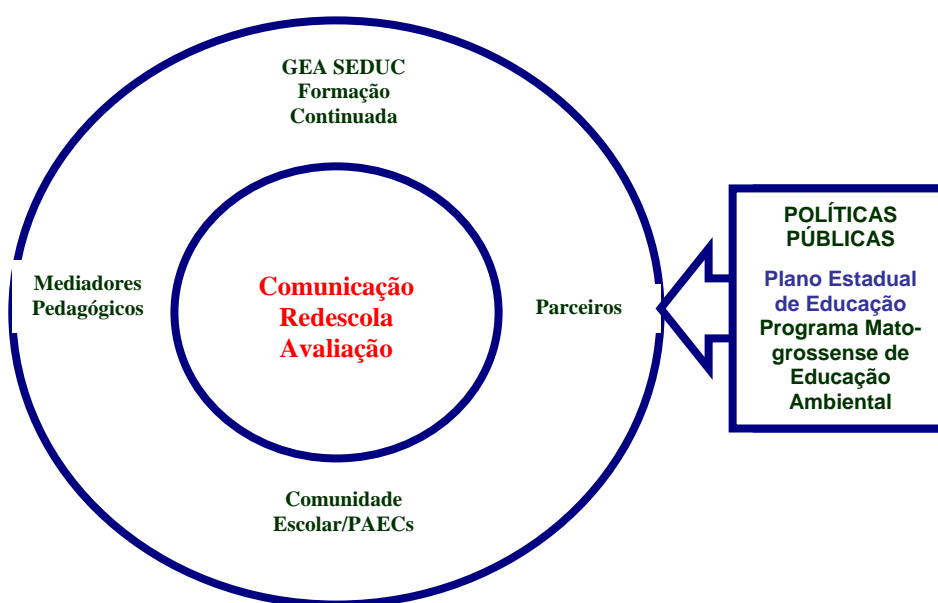 GEA SEDUC
Formação
Continuada
Mediadores
Pedagógicos
Comunicação
Redescola
Avaliação
Parceiros
Comunidade
Escolar/PAECs
POLÍTICAS
PÚBLICAS
Plano Estadual
de Educação
Programa Mato-
grossense de
Educação
Ambiental